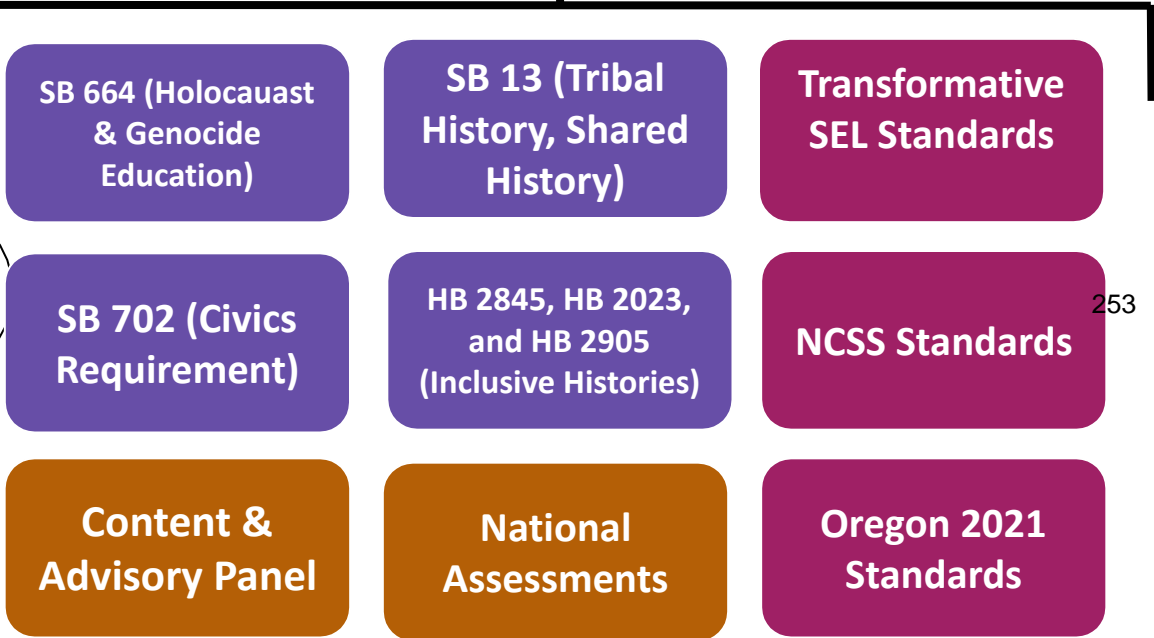 SB 664 (Holocauast
& Genocide
Education)
SB 13 (Tribal
History, Shared
History)
Transformative
SEL Standards
SB 702 (Civics
Requirement)
HB 2845, HB 2023,
and HB 2905
(Inclusive Histories)
NCSS Standards
253
Content &
Advisory Panel
National
Assessments
Oregon 2021
Standards